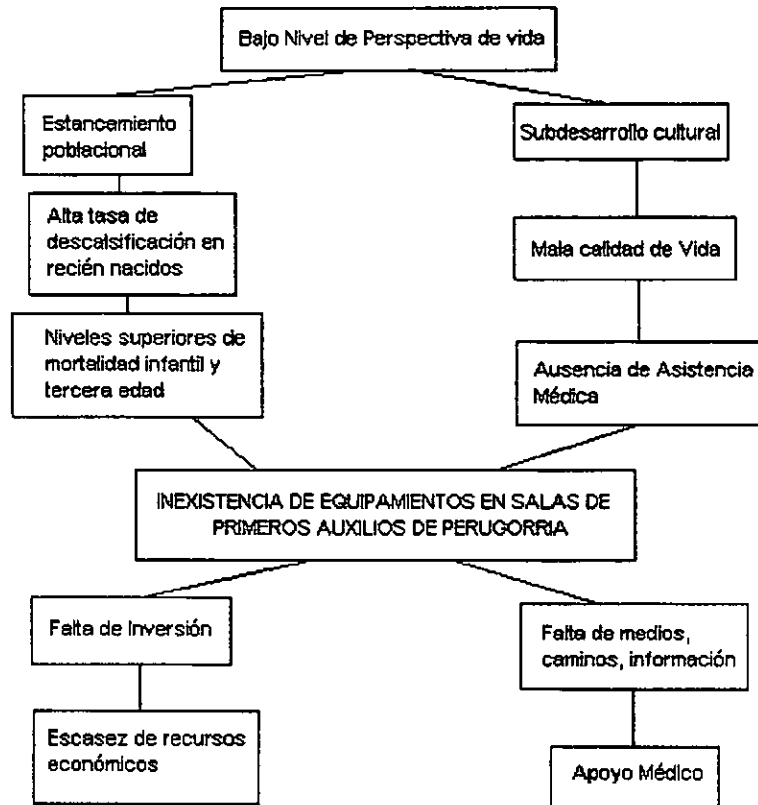 Bajo Nivel de Perspectiva de vida
Estancamiento
poblacional
Subdesarrollo cultural
Alta tasa de
descalsificación en
recién nacidos
Mala calidad de Vida
Niveles superiores de
mortalidad infantil y
tercera edad
Ausencia de Asistencia
Médica
INEXISTENCIA DE EQUIPAMIENTOS EN SALAS DE
PRIMEROS AUXILIOS DE PERUGORRIA
Falta de Inversión
Falta de medios,
caminos, información
Escasez de recursos
económicos
Apoyo Médico